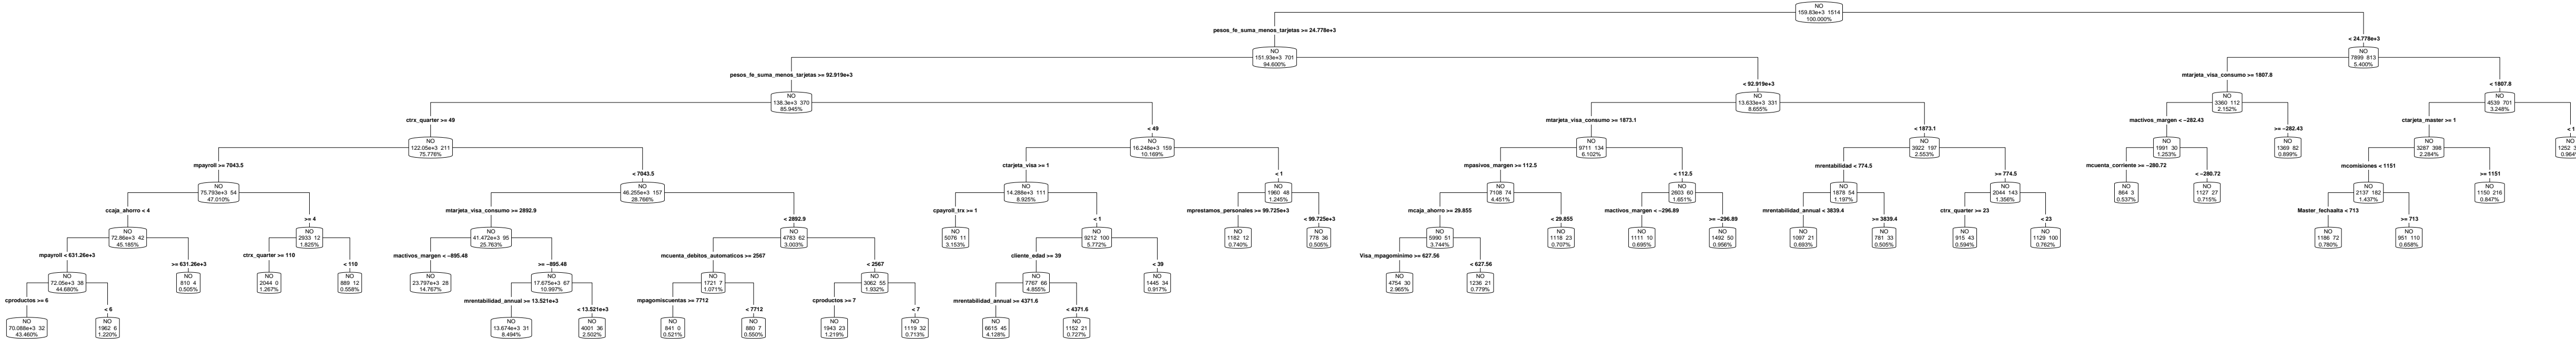 NO
159.83e+3 1514
100.000%
pesos_fe_suma_menos_tarjetas >= 24.778e+3
< 24.778e+3
NO
151.93e+3 701
94.600%
NO
7899 813
5.400%
pesos_fe_suma_menos_tarjetas >= 92.919e+3
< 92.919e+3
mtarjeta_visa_consumo >= 1807.8
< 1807.8
NO
138.3e+3 370
85.945%
NO
13.633e+3 331
8.655%
NO
3360 112
2.152%
NO
4539 701
3.248%
ctrx_quarter >= 49
< 49
mtarjeta_visa_consumo >= 1873.1
< 1873.1
mactivos_margen < −282.43
>= −282.43
ctarjeta_master >= 1
< 1
NO
122.05e+3 211
75.776%
NO
16.248e+3 159
10.169%
NO
9711 134
6.102%
NO
3922 197
2.553%
NO
1991 30
1.253%
NO
1369 82
0.899%
NO
3287 398
2.284%
NO
1252 3
0.964%
mpayroll >= 7043.5
< 7043.5
ctarjeta_visa >= 1
< 1
mpasivos_margen >= 112.5
< 112.5
mrentabilidad < 774.5
>= 774.5
mcuenta_corriente >= −280.72
< −280.72
mcomisiones < 1151
>= 1151
NO
75.793e+3 54
47.010%
NO
46.255e+3 157
28.766%
NO
14.288e+3 111
8.925%
NO
1960 48
1.245%
NO
7108 74
4.451%
NO
2603 60
1.651%
NO
1878 54
1.197%
NO
2044 143
1.356%
NO
864 3
0.537%
NO
1127 27
0.715%
NO
2137 182
1.437%
NO
1150 216
0.847%
ccaja_ahorro < 4
>= 4
mtarjeta_visa_consumo >= 2892.9
< 2892.9
cpayroll_trx >= 1
< 1
mprestamos_personales >= 99.725e+3
< 99.725e+3
mcaja_ahorro >= 29.855
< 29.855
mactivos_margen < −296.89
>= −296.89
mrentabilidad_annual < 3839.4
>= 3839.4
ctrx_quarter >= 23
< 23
Master_fechaalta < 713
>= 713
NO
72.86e+3 42
45.185%
NO
2933 12
1.825%
NO
41.472e+3 95
25.763%
NO
4783 62
3.003%
NO
5076 11
3.153%
NO
9212 100
5.772%
NO
1182 12
0.740%
NO
778 36
0.505%
NO
5990 51
3.744%
NO
1118 23
0.707%
NO
1111 10
0.695%
NO
1492 50
0.956%
NO
1097 21
0.693%
NO
781 33
0.505%
NO
915 43
0.594%
NO
1129 100
0.762%
NO
1186 72
0.780%
NO
951 110
0.658%
mpayroll < 631.26e+3
>= 631.26e+3
ctrx_quarter >= 110
< 110
mactivos_margen < −895.48
>= −895.48
mcuenta_debitos_automaticos >= 2567
< 2567
cliente_edad >= 39
< 39
Visa_mpagominimo >= 627.56
< 627.56
NO
72.05e+3 38
44.680%
NO
810 4
0.505%
NO
2044 0
1.267%
NO
889 12
0.558%
NO
23.797e+3 28
14.767%
NO
17.675e+3 67
10.997%
NO
1721 7
1.071%
NO
3062 55
1.932%
NO
7767 66
4.855%
NO
1445 34
0.917%
NO
4754 30
2.965%
NO
1236 21
0.779%
cproductos >= 6
< 6
mrentabilidad_annual >= 13.521e+3
< 13.521e+3
mpagomiscuentas >= 7712
< 7712
cproductos >= 7
< 7
mrentabilidad_annual >= 4371.6
< 4371.6
NO
70.088e+3 32
43.460%
NO
1962 6
1.220%
NO
13.674e+3 31
8.494%
NO
4001 36
2.502%
NO
841 0
0.521%
NO
880 7
0.550%
NO
1943 23
1.219%
NO
1119 32
0.713%
NO
6615 45
4.128%
NO
1152 21
0.727%